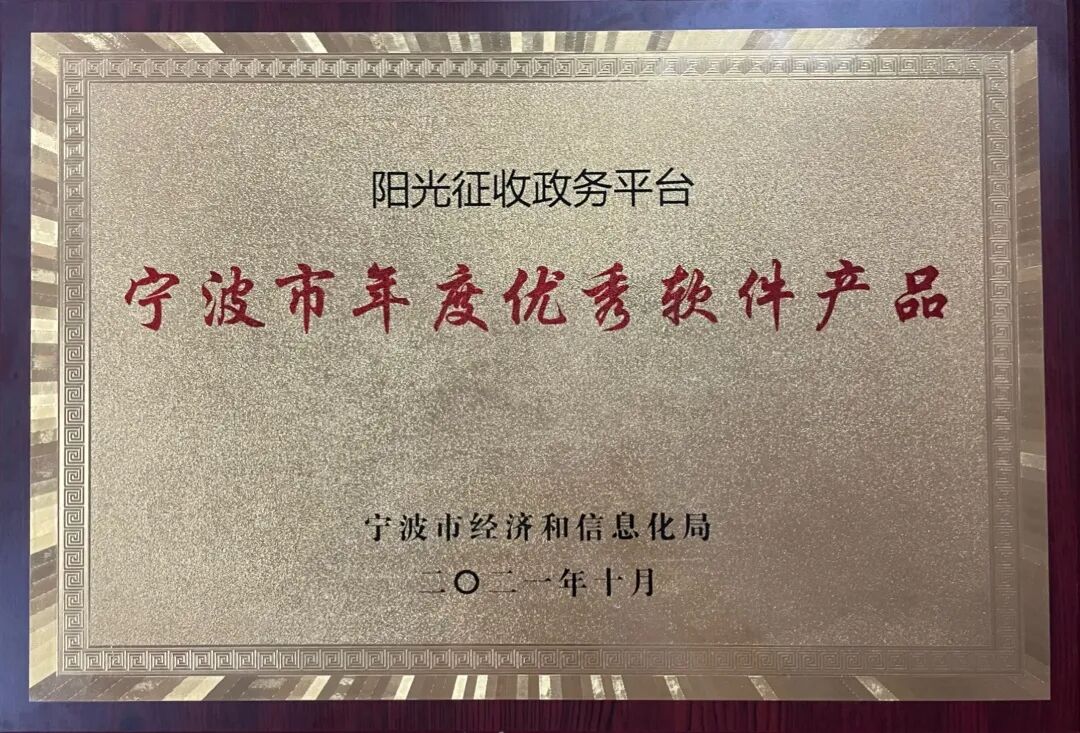 阳光征收政务平台
宁波市年度优秀软件产品
宁波市经济和信息化局
二〇二一年十月